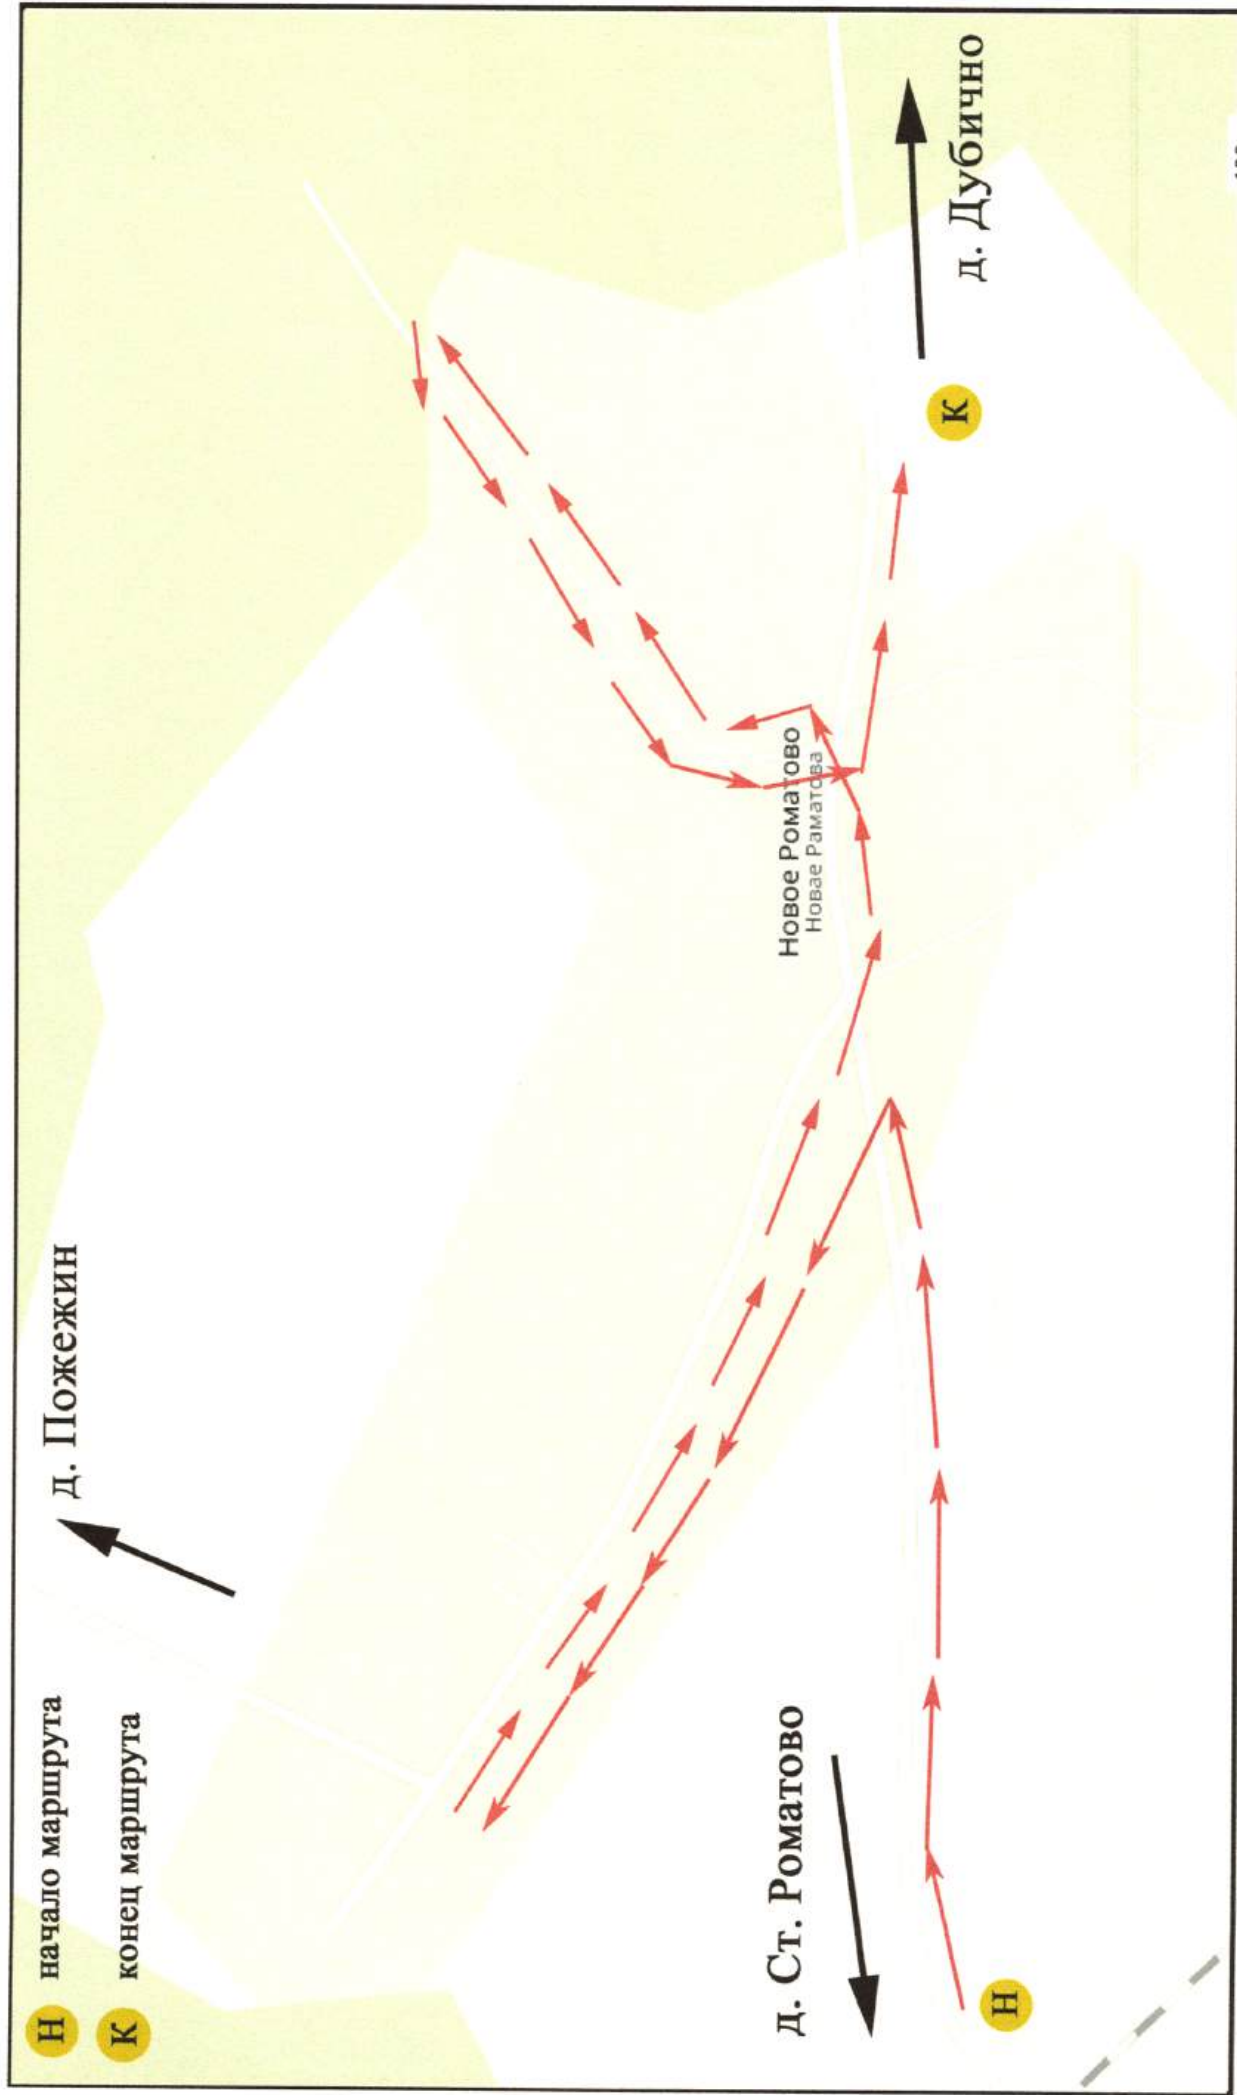 Н начало маршрута
К конец маршрута
д. Пожежин
д. Дубично
К
Новое Роматово
Новае Раматова
д. Ст. Роматово
Н